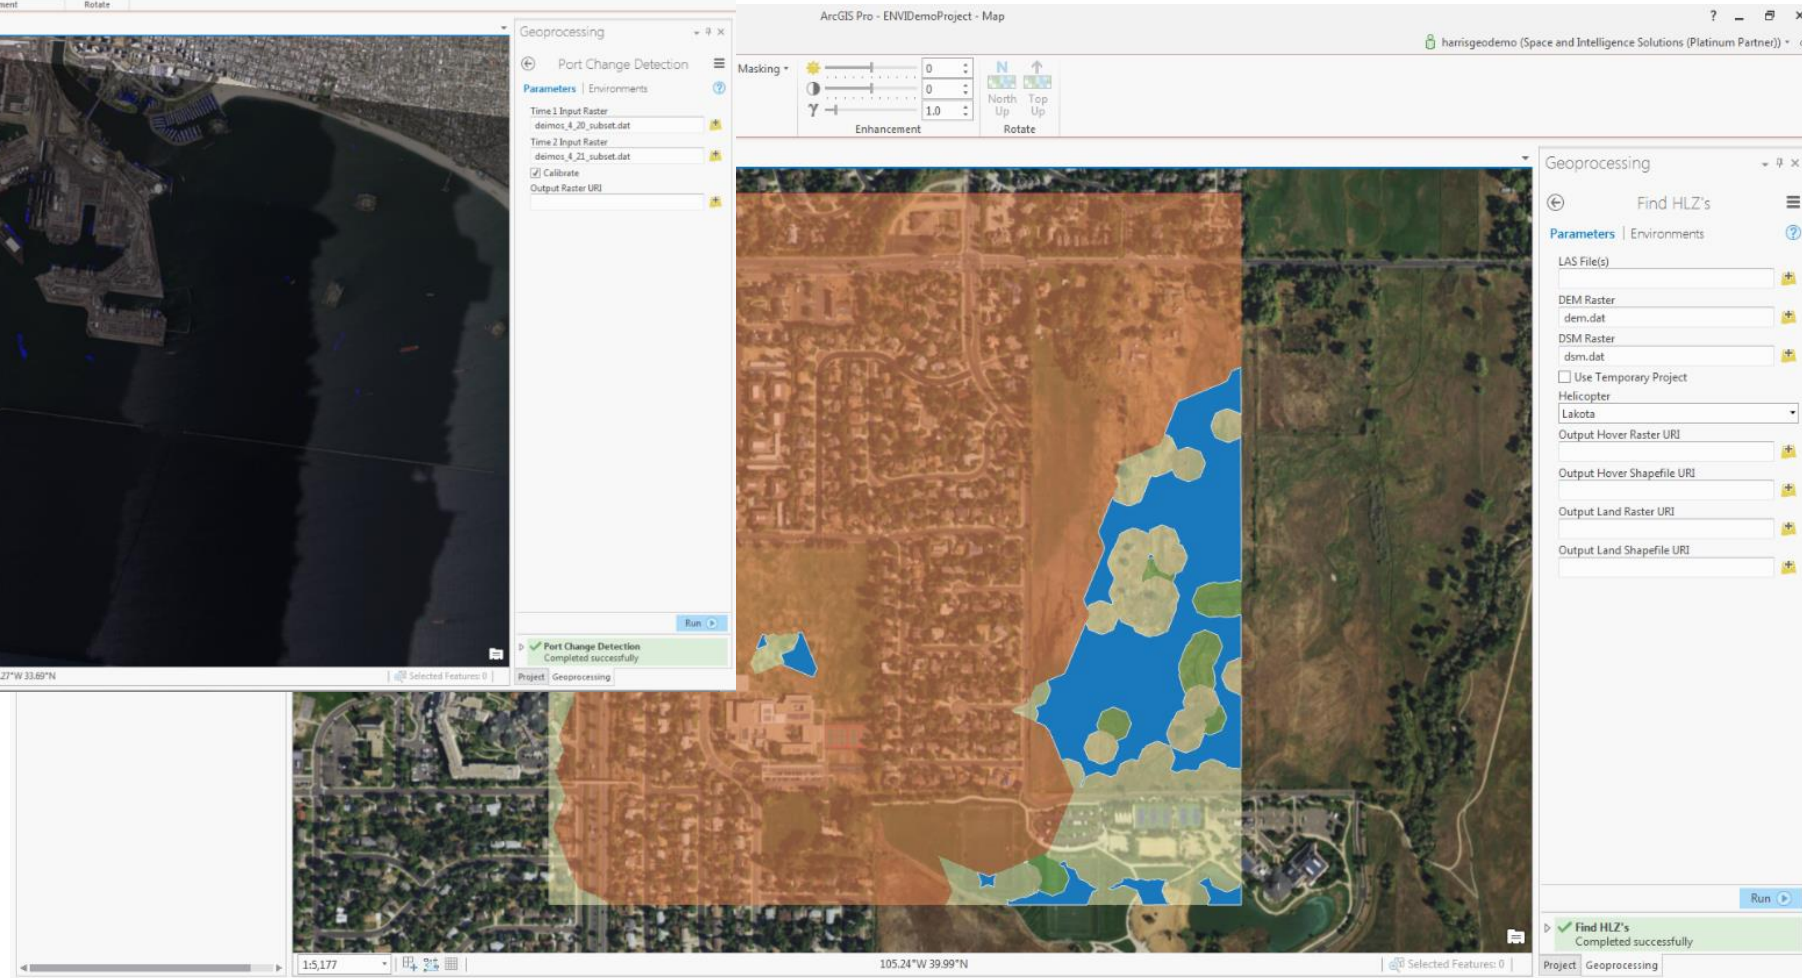 Rotate
Geoprocessing
Port Change Detection
Parameters | Environments
Time 1 Input Raster
deimos_4_20_subset.dat
Time 2 Input Raster
deimos_4_21_subset.dat
Calibrate
Output Raster URI
Run
Port Change Detection
Completed successfully
27°W 33.69°N
Selected Features: 0
Project Geoprocessing
ArcGIS Pro - ENVIDemoProject - Map
?
harrisgeodemo (Space and Intelligence Solutions (Platinum Partner))
Masking
0
0
1.0
N
North Up
Top Up
Enhancement
Rotate
Geoprocessing
Find HLZ's
Parameters | Environments
LAS File(s)
DEM Raster
dem.dat
DSM Raster
dsm.dat
Use Temporary Project
Helicopter
Lakota
Output Hover Raster URI
Output Hover Shapefile URI
Output Land Raster URI
Output Land Shapefile URI
Run
Find HLZ's
Completed successfully
1:5,177
105.24°W 39.99°N
Selected Features: 0
Project Geoprocessing